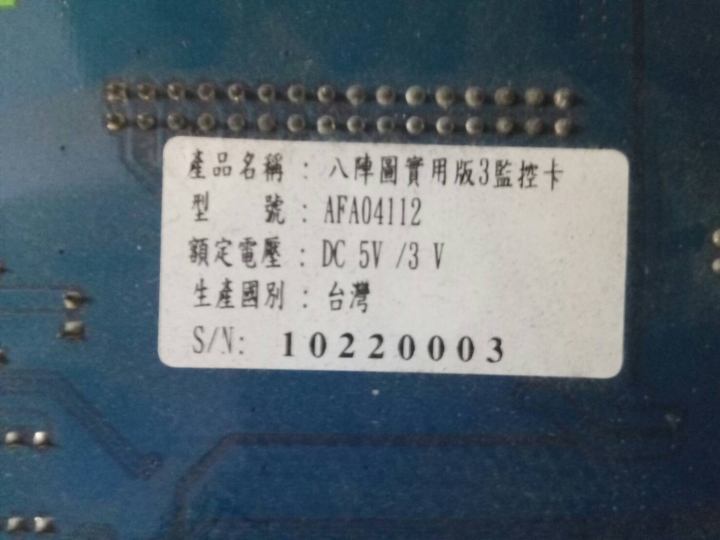 產品名稱 : 八陣圖實用版3監控卡
型　　號 : AFA04112
額定電壓 : DC 5V /3 V
生產國別 : 台灣
S/N: 10220003